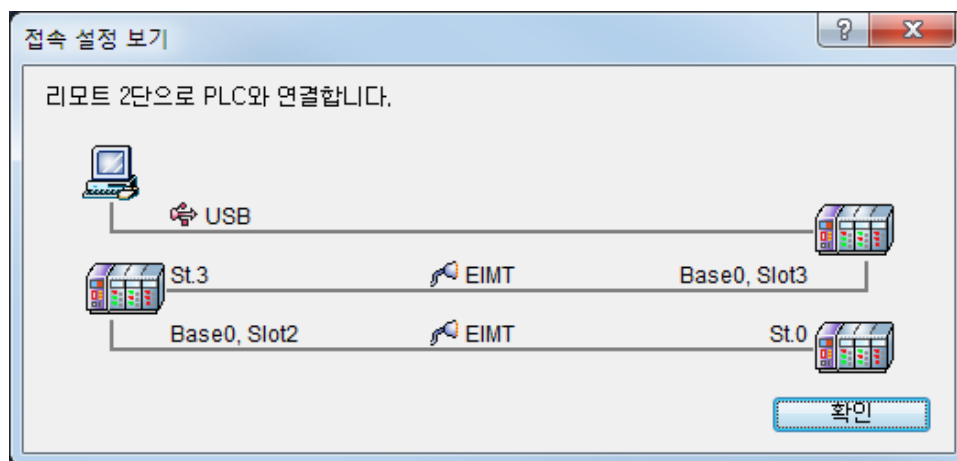 접속 설정 보기
리모트 2단으로 PLC와 연결합니다.
USB
St.3 EIMT Base0, Slot3
Base0, Slot2 EIMT St.0
확인